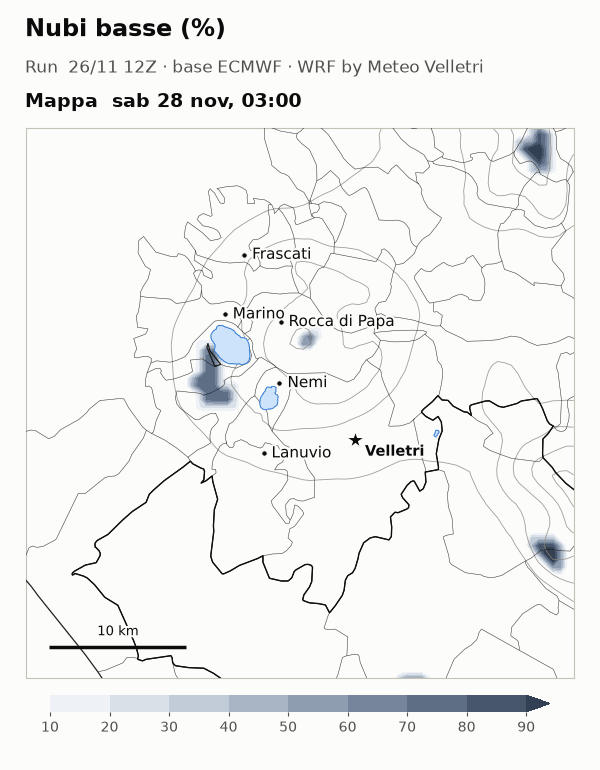 Nubi basse (%)
Run  26/11 12Z · base ECMWF · WRF by Meteo Velletri
Mappa  sab 28 nov, 03:00
Frascati
Marino
Rocca di Papa
Nemi
Velletri
Lanuvio
10 km
10 20 30 40 50 60 70 80 90